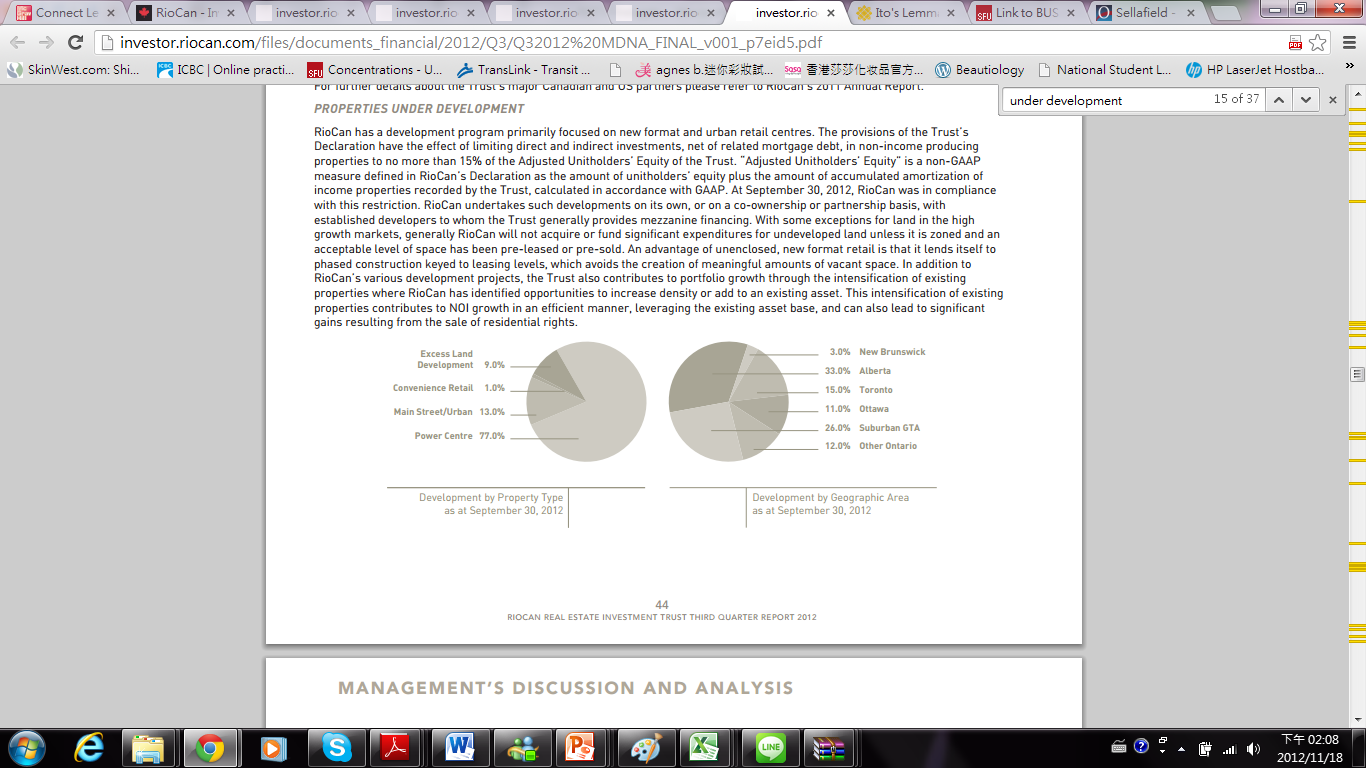 Connect Le
RioCan - In
investor.rio
investor.rio
investor.rio
investor.rio
investor.rio
Ito's Lemm
Link to BUS
Sellafield -
investor.riocan.com/files/documents_financial/2012/Q3/Q32012%20MDNA_FINAL_v001_p7eid5.pdf
SkinWest.com: Shi...
ICBC | Online practi...
Concentrations - U...
TransLink - Transit ...
agnes b.迷你彩妝試...
香港莎莎化妝品官方...
Beautiology
National Student L...
HP LaserJet Hostba...
under development
15 of 37
For further details about the Trust's major Canadian and US partners please refer to RioCan's 2011 Annual Report.
PROPERTIES UNDER DEVELOPMENT
RioCan has a development program primarily focused on new format and urban retail centres. The provisions of the Trust's
Declaration have the effect of limiting direct and indirect investments, net of related mortgage debt, in non-income producing
properties to no more than 15% of the Adjusted Unitholders' Equity of the Trust. "Adjusted Unitholders' Equity" is a non-GAAP
measure defined in RioCan's Declaration as the amount of unitholders' equity plus the amount of accumulated amortization of
income properties recorded by the Trust, calculated in accordance with GAAP. At September 30, 2012, RioCan was in compliance
with this restriction. RioCan undertakes such developments on its own, or on a co-ownership or partnership basis, with
established developers to whom the Trust generally provides mezzanine financing. With some exceptions for land in the high
growth markets, generally RioCan will not acquire or fund significant expenditures for undeveloped land unless it is zoned and an
acceptable level of space has been pre-leased or pre-sold. An advantage of unenclosed, new format retail is that it lends itself to
phased construction keyed to leasing levels, which avoids the creation of meaningful amounts of vacant space. In addition to
RioCan's various development projects, the Trust also contributes to portfolio growth through the intensification of existing
properties where RioCan has identified opportunities to increase density or add to an existing asset. This intensification of existing
properties contributes to NOI growth in an efficient manner, leveraging the existing asset base, and can also lead to significant
gains resulting from the sale of residential rights.
Excess Land
Development 9.0%
Convenience Retail 1.0%
Main Street/Urban 13.0%
Power Centre 77.0%
3.0% New Brunswick
33.0% Alberta
15.0% Toronto
11.0% Ottawa
26.0% Suburban GTA
12.0% Other Ontario
Development by Property Type
as at September 30, 2012
Development by Geographic Area
as at September 30, 2012
44
RIOCAN REAL ESTATE INVESTMENT TRUST THIRD QUARTER REPORT 2012
MANAGEMENT'S DISCUSSION AND ANALYSIS
下午 02:08
2012/11/18